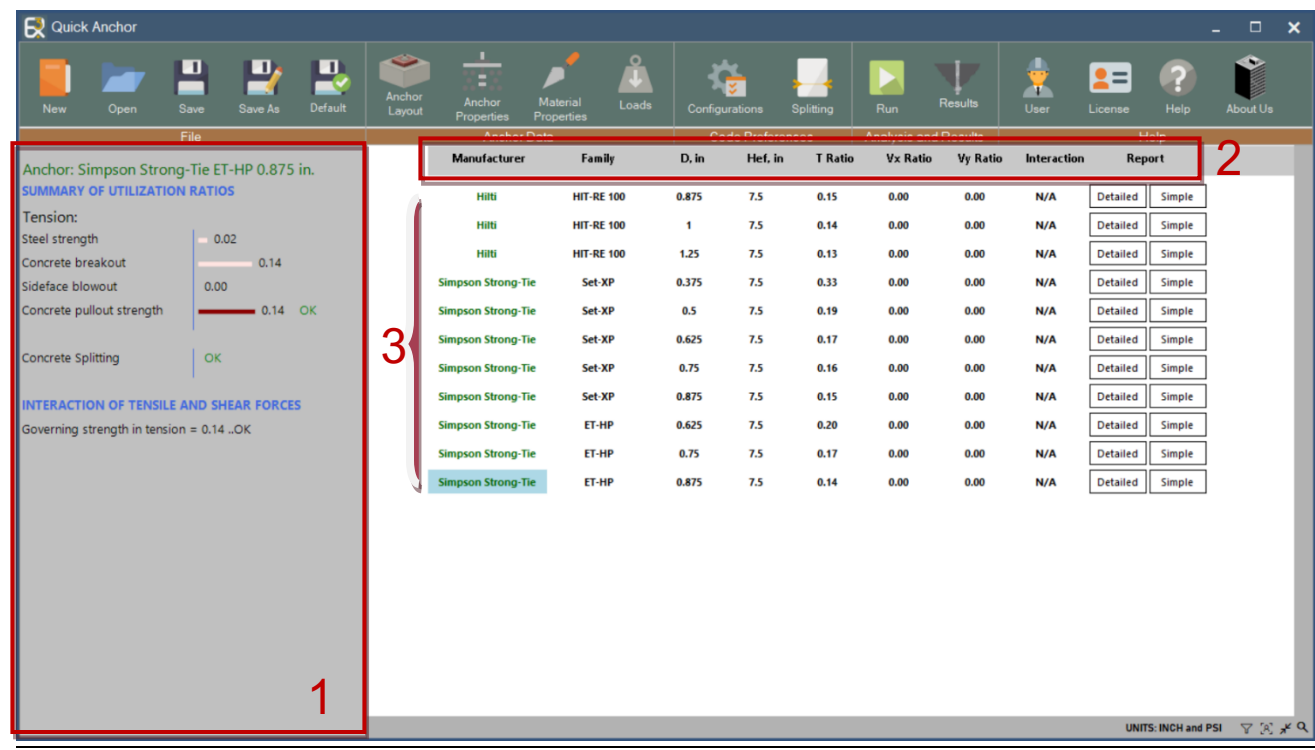 Quick Anchor
New Open Save Save As Default Anchor Layout Anchor Properties Material Properties Loads Configurations Splitting Run Results User License Help About Us
File Anchor Data Code Preferences Analysis and Results Help
Anchor: Simpson Strong-Tie ET-HP 0.875 in.
SUMMARY OF UTILIZATION RATIOS
Tension:
Steel strength 0.02
Concrete breakout 0.14
Sideface blowout 0.00
Concrete pullout strength 0.14 OK
Concrete Splitting OK
INTERACTION OF TENSILE AND SHEAR FORCES
Governing strength in tension = 0.14 ..OK
1
Manufacturer Family D, in Hef, in T Ratio Vx Ratio Vy Ratio Interaction Report
2
Hilti HIT-RE 100 0.875 7.5 0.15 0.00 0.00 N/A Detailed Simple
Hilti HIT-RE 100 1 7.5 0.14 0.00 0.00 N/A Detailed Simple
Hilti HIT-RE 100 1.25 7.5 0.13 0.00 0.00 N/A Detailed Simple
Simpson Strong-Tie Set-XP 0.375 7.5 0.33 0.00 0.00 N/A Detailed Simple
Simpson Strong-Tie Set-XP 0.5 7.5 0.19 0.00 0.00 N/A Detailed Simple
3
Simpson Strong-Tie Set-XP 0.625 7.5 0.17 0.00 0.00 N/A Detailed Simple
Simpson Strong-Tie Set-XP 0.75 7.5 0.16 0.00 0.00 N/A Detailed Simple
Simpson Strong-Tie Set-XP 0.875 7.5 0.15 0.00 0.00 N/A Detailed Simple
Simpson Strong-Tie ET-HP 0.625 7.5 0.20 0.00 0.00 N/A Detailed Simple
Simpson Strong-Tie ET-HP 0.75 7.5 0.17 0.00 0.00 N/A Detailed Simple
Simpson Strong-Tie ET-HP 0.875 7.5 0.14 0.00 0.00 N/A Detailed Simple
UNITS: INCH and PSI